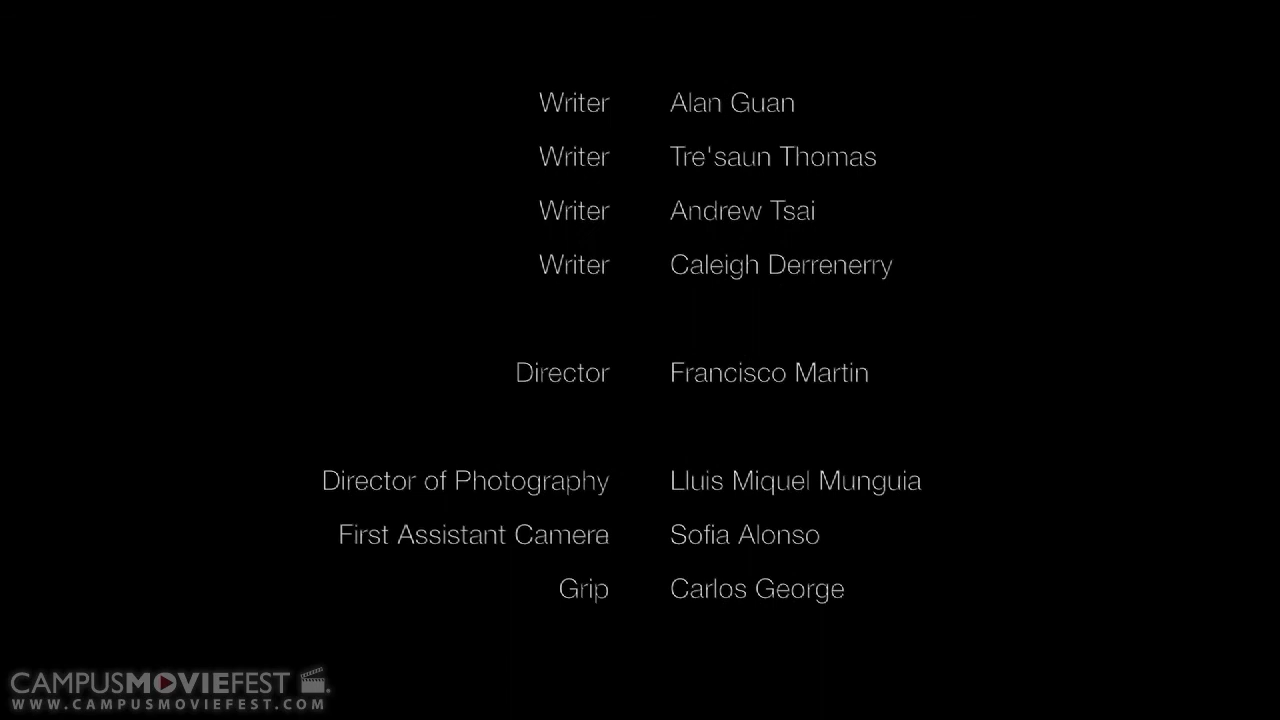 Writer Alan Guan
Writer Tre'saun Thomas
Writer Andrew Tsai
Writer Caleigh Derrenerry
Director Francisco Martin
Director of Photography Lluis Miquel Munguia
First Assistant Camera Sofia Alonso
Grip Carlos George
CAMPUSMOVIEFEST
WWW.CAMPUSMOVIEFEST.COM